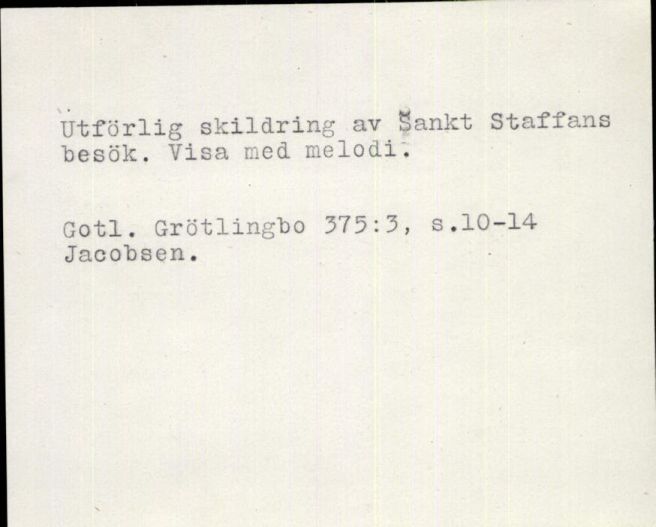 Utförlig skildring av Sankt Staffans
besök. Visa med melodi.
Gotl. Grötlingbo 375:3, s.10-14
Jacobsen.